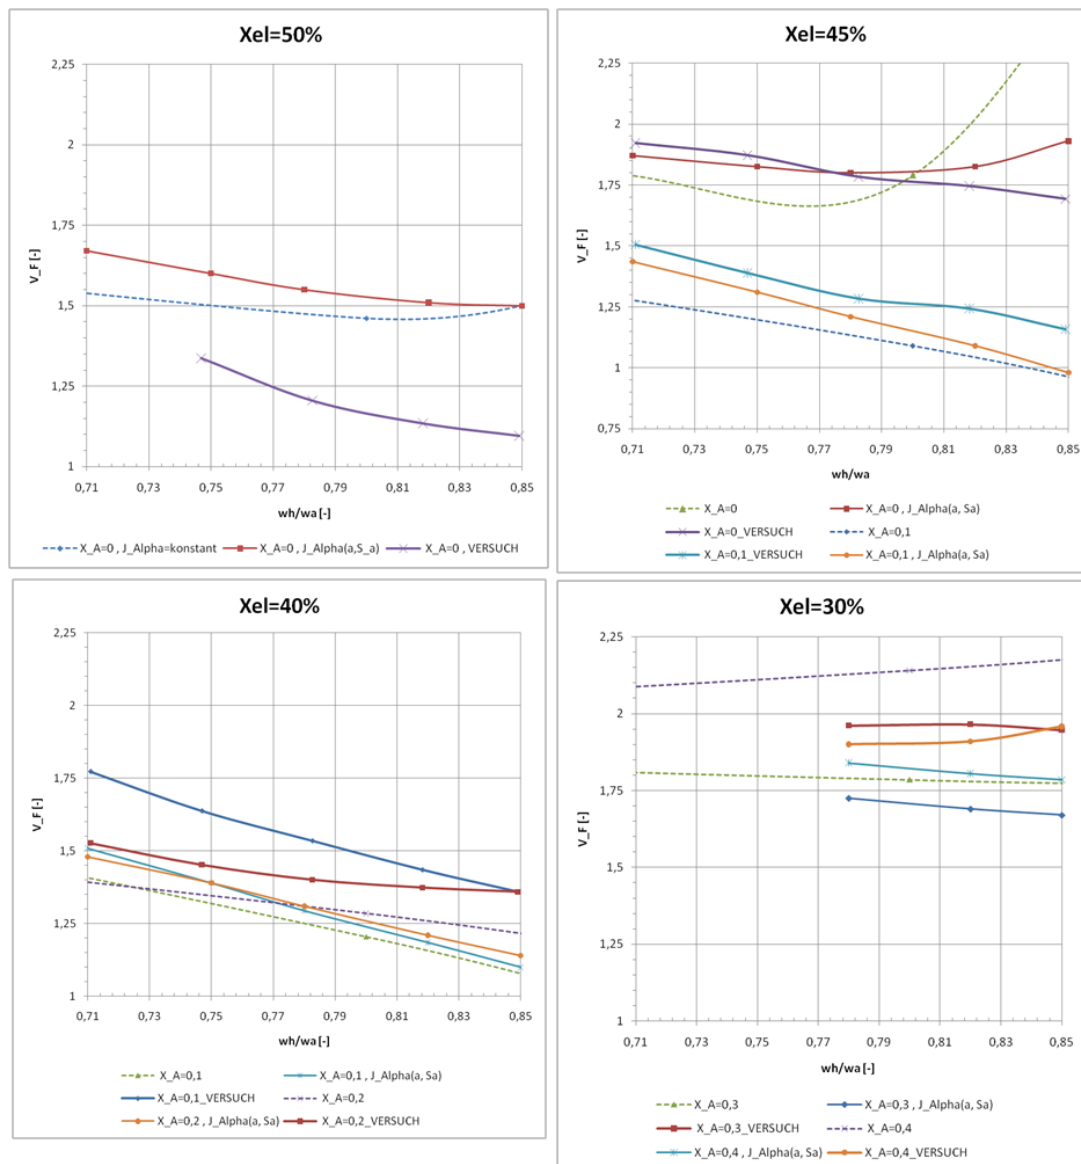 Xel=50%
2,25
2
1,75
1,5
1,25
1
V_F [-]
0,71 0,73 0,75 0,77 0,79 0,81 0,83 0,85
wh/wa [-]
X_A=0 , J_Alpha=konstant X_A=0 , J_Alpha(a,S_a) X_A=0 , VERSUCH
Xel=45%
2,25
2
1,75
1,5
1,25
1
0,75
V_F [-]
0,71 0,73 0,75 0,77 0,79 0,81 0,83 0,85
wh/wa
X_A=0 X_A=0 , J_Alpha(a, Sa)
X_A=0_VERSUCH X_A=0,1
X_A=0,1_VERSUCH X_A=0,1 , J_Alpha(a, Sa)
Xel=40%
2,25
2
1,75
1,5
1,25
1
V_F [-]
0,71 0,73 0,75 0,77 0,79 0,81 0,83 0,85
wh/wa [-]
X_A=0,1 X_A=0,1 , J_Alpha(a, Sa)
X_A=0,1_VERSUCH X_A=0,2
X_A=0,2 , J_Alpha(a, Sa) X_A=0,2_VERSUCH
Xel=30%
2,25
2
1,75
1,5
1,25
1
V_F [-]
0,71 0,73 0,75 0,77 0,79 0,81 0,83 0,85
wh/wa [-]
X_A=0,3 X_A=0,3 , J_Alpha(a, Sa)
X_A=0,3_VERSUCH X_A=0,4
X_A=0,4 , J_Alpha(a, Sa) X_A=0,4_VERSUCH